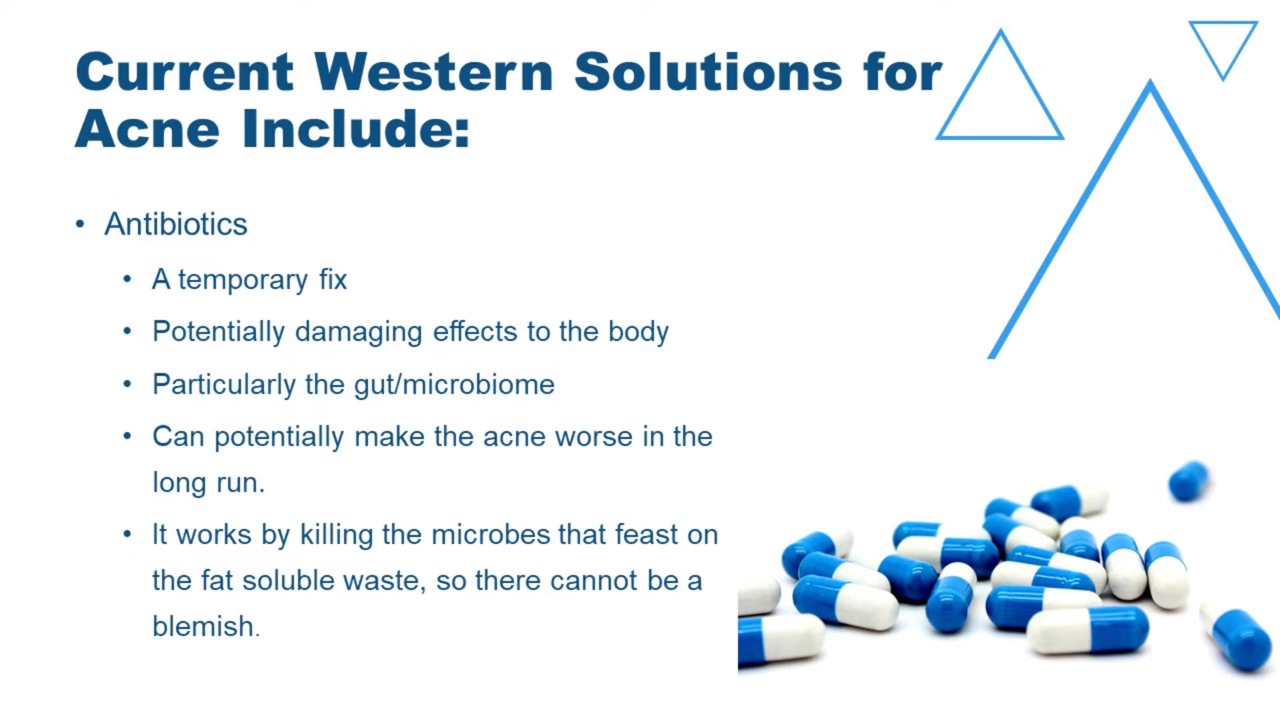 Current Western Solutions for
Acne Include:
• Antibiotics
• A temporary fix
• Potentially damaging effects to the body
• Particularly the gut/microbiome
• Can potentially make the acne worse in the
long run.
• It works by killing the microbes that feast on
the fat soluble waste, so there cannot be a
blemish.